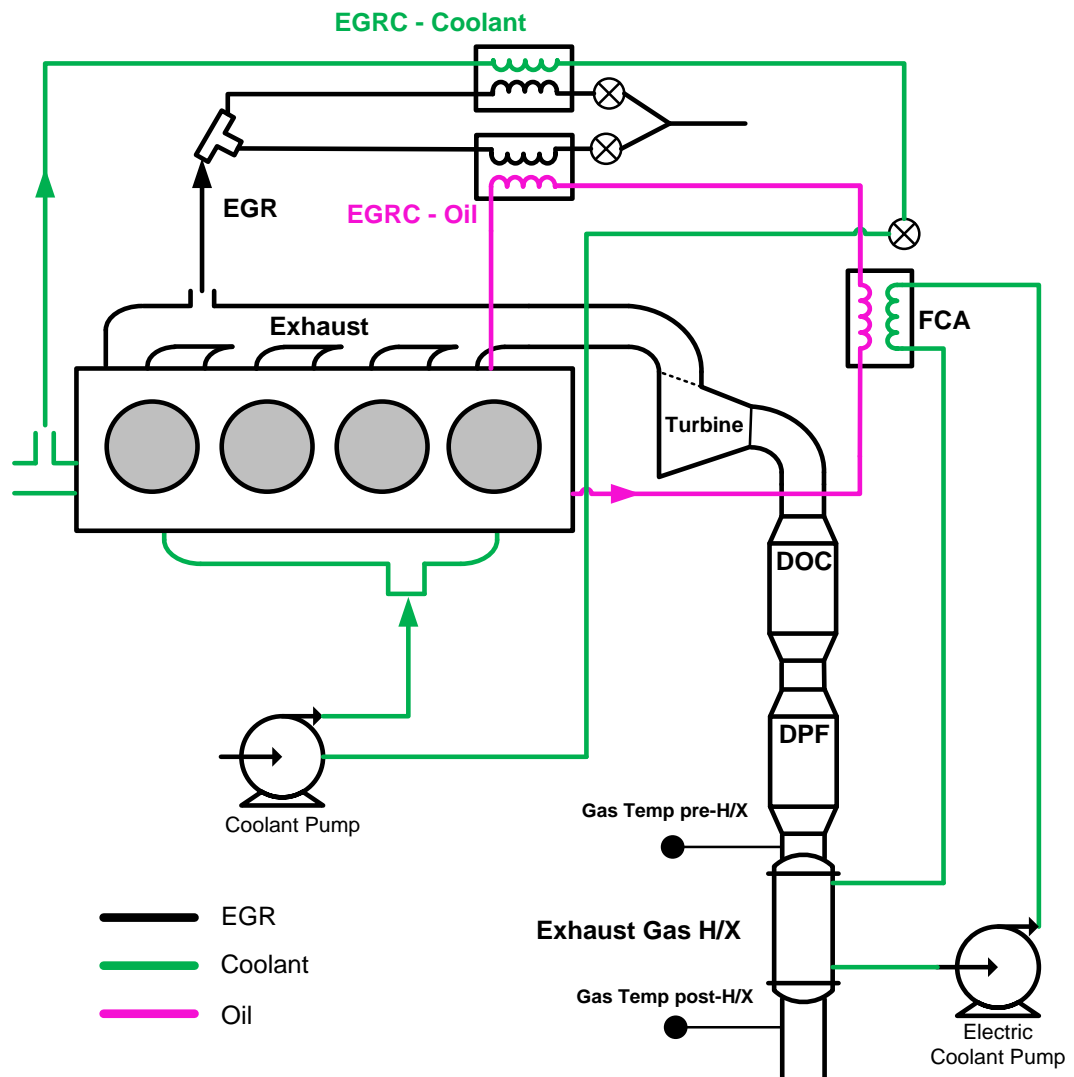 EGRC - Coolant
EGR
EGRC - Oil
FCA
Exhaust
Turbine
DOC
DPF
Coolant Pump
Gas Temp pre-H/X
EGR
Exhaust Gas H/X
Coolant
Gas Temp post-H/X
Oil
Electric
Coolant Pump